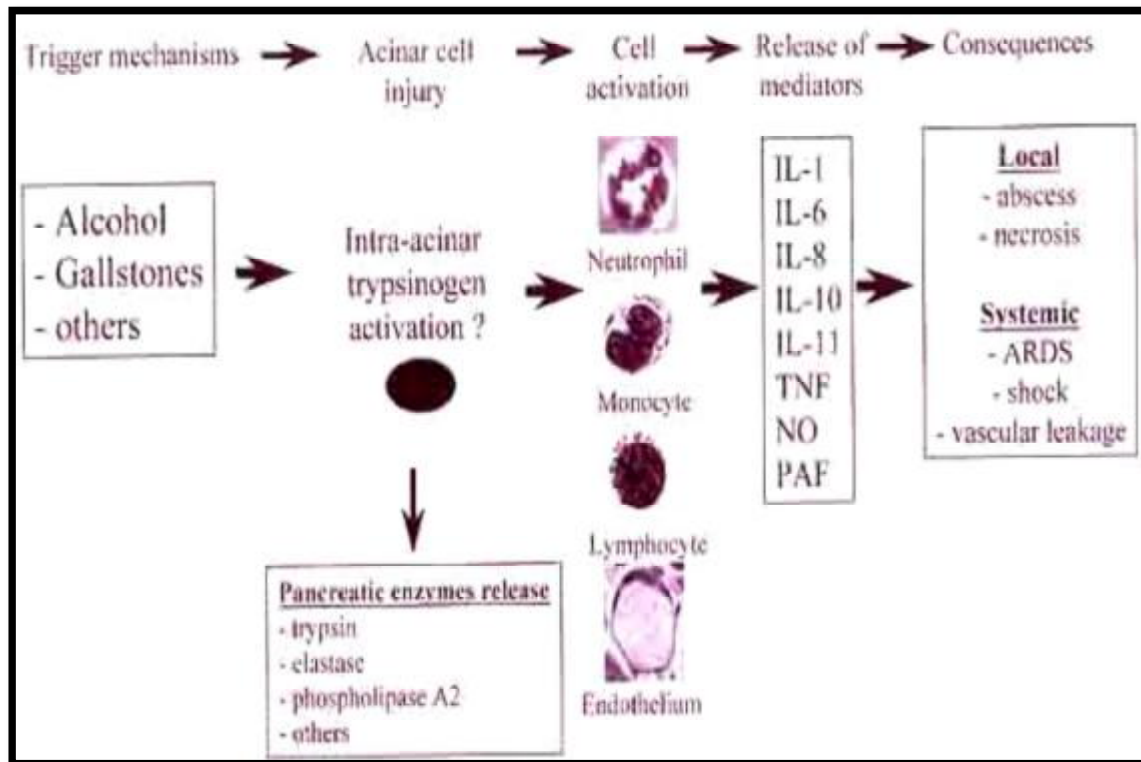 Trigger mechanisms
Acinar cell
injury
Cell
activation
Release of
mediators
Consequences
- Alcohol
- Gallstones
- others
Intra-acinar
trypsinogen
activation ?
Neutrophil
Monocyte
Lymphocyte
Endothelium
IL-1
IL-6
IL-8
IL-10
IL-11
TNF
NO
PAF
Local
- abscess
- necrosis
Systemic
- ARDS
- shock
- vascular leakage
Pancreatic enzymes release
- trypsin
- elastase
- phospholipase A2
- others